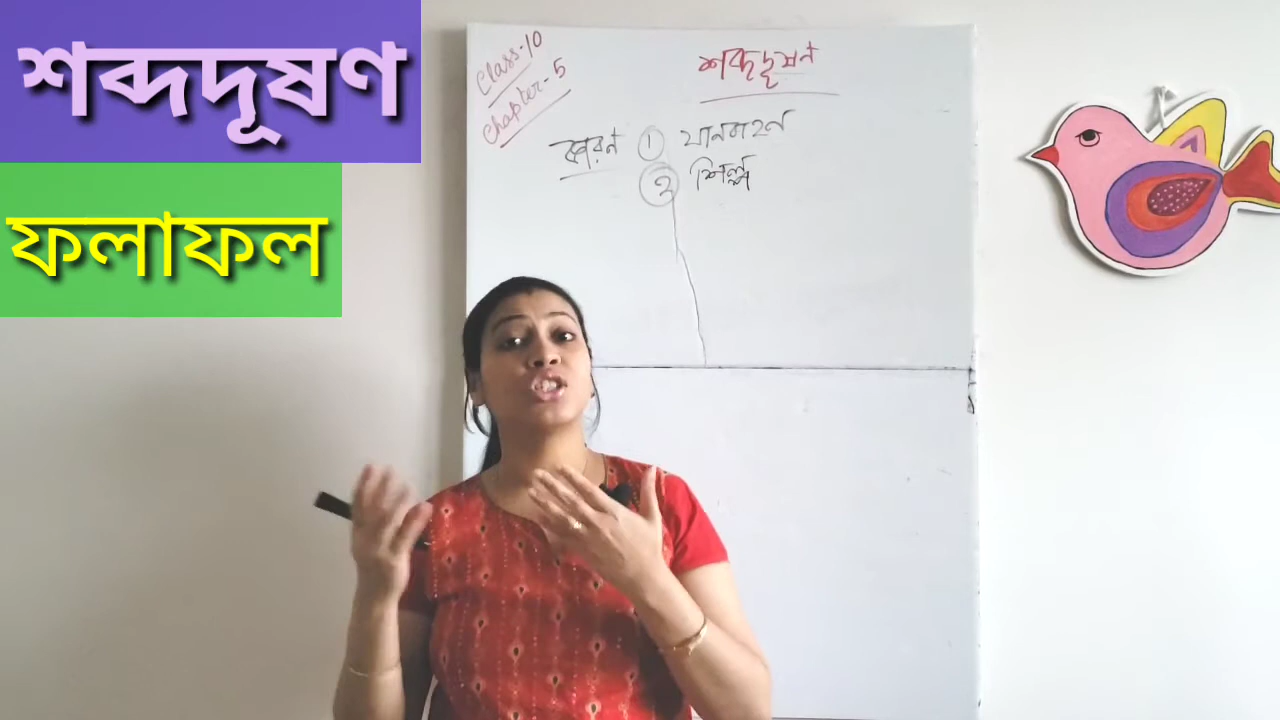 শব্দদূষণ
ফলাফল
Class-10
Chapter-5
শব্দদূষণ
কারণ ① যানবাহন
② শিল্প